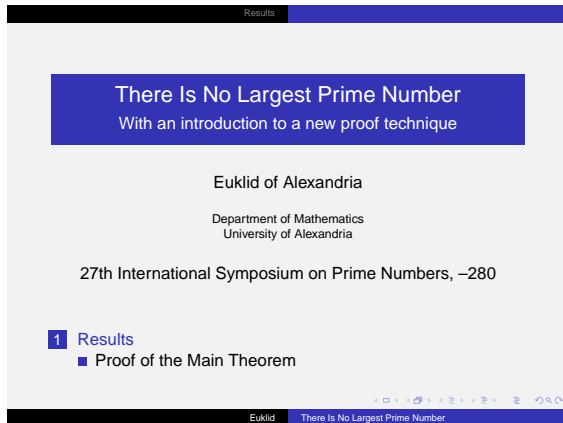 Results
There Is No Largest Prime Number
With an introduction to a new proof technique
Euklid of Alexandria
Department of Mathematics
University of Alexandria
27th International Symposium on Prime Numbers, –280
1 Results
Proof of the Main Theorem
Euklid There Is No Largest Prime Number